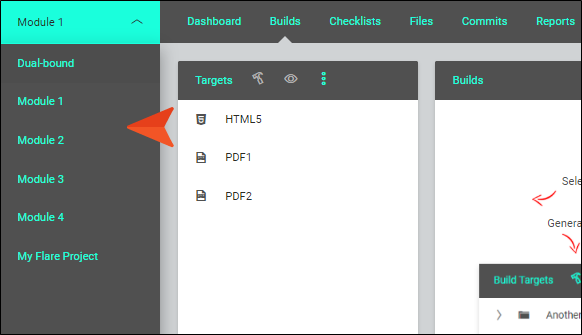 Module 1
Dashboard Builds Checklists Files Commits Reports
Dual-bound
Module 1
Module 2
Module 3
Module 4
My Flare Project
Targets
HTML5
PDF1
PDF2
Builds
Sele
Genera
Build Targets
Another